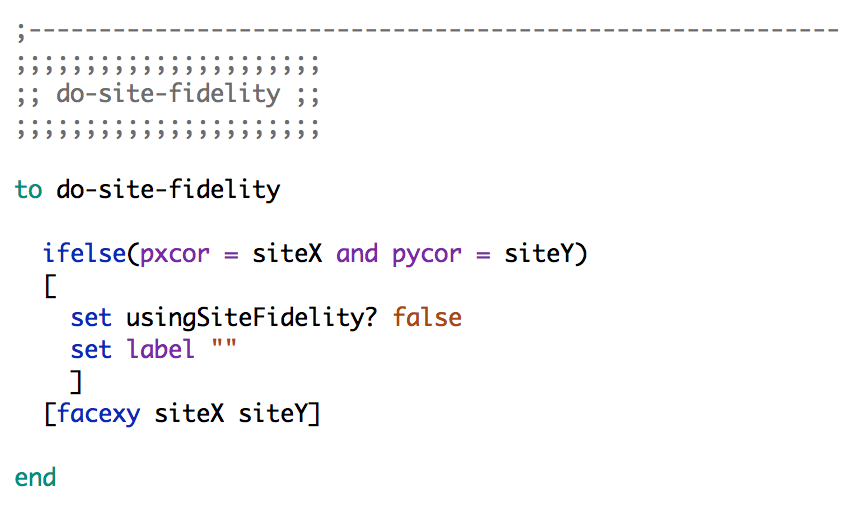 ;----------------------------------------------------------
;;;;;;;;;;;;;;;;;;;;;;
;; do-site-fidelity ;;
;;;;;;;;;;;;;;;;;;;;;;
to do-site-fidelity
ifelse(pxcor = siteX and pycor = siteY)
[
set usingSiteFidelity? false
set label ""
]
[facexy siteX siteY]
end